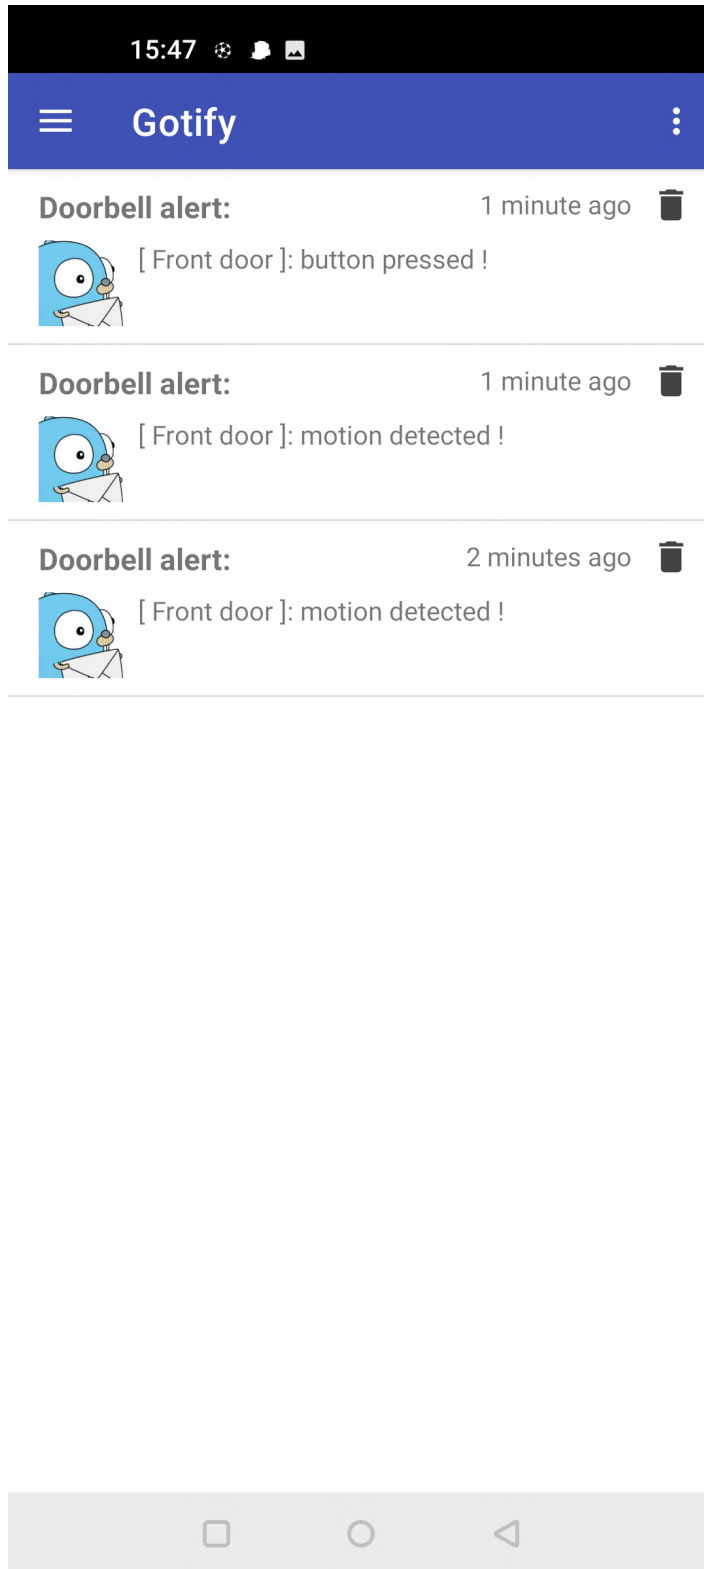 15:47
Gotify
Doorbell alert: 1 minute ago
[ Front door ]: button pressed !
Doorbell alert: 1 minute ago
[ Front door ]: motion detected !
Doorbell alert: 2 minutes ago
[ Front door ]: motion detected !